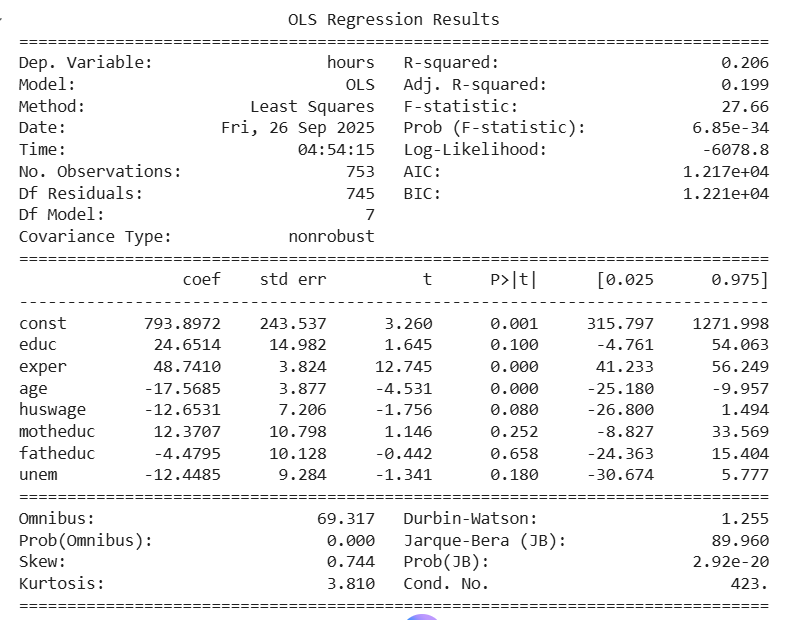 OLS Regression Results
==============================================================================
Dep. Variable:                  hours   R-squared:                       0.206
Model:                            OLS   Adj. R-squared:                  0.199
Method:                 Least Squares   F-statistic:                     27.66
Date:                Fri, 26 Sep 2025   Prob (F-statistic):           6.85e-34
Time:                        04:54:15   Log-Likelihood:                -6078.8
No. Observations:                 753   AIC:                         1.217e+04
Df Residuals:                     745   BIC:                         1.221e+04
Df Model:                           7
Covariance Type:            nonrobust
==============================================================================
                 coef    std err          t      P>|t|      [0.025      0.975]
------------------------------------------------------------------------------
const        793.8972    243.537      3.260      0.001     315.797    1271.998
educ          24.6514     14.982      1.645      0.100      -4.761      54.063
exper         48.7410      3.824     12.745      0.000      41.233      56.249
age          -17.5685      3.877     -4.531      0.000     -25.180      -9.957
huswage      -12.6531      7.206     -1.756      0.080     -26.800       1.494
motheduc      12.3707     10.798      1.146      0.252      -8.827      33.569
fatheduc      -4.4795     10.128     -0.442      0.658     -24.363      15.404
unem         -12.4485      9.284     -1.341      0.180     -30.674       5.777
==============================================================================
Omnibus:                       69.317   Durbin-Watson:                   1.255
Prob(Omnibus):                  0.000   Jarque-Bera (JB):               89.960
Skew:                           0.744   Prob(JB):                     2.92e-20
Kurtosis:                       3.810   Cond. No.                         423.
==============================================================================